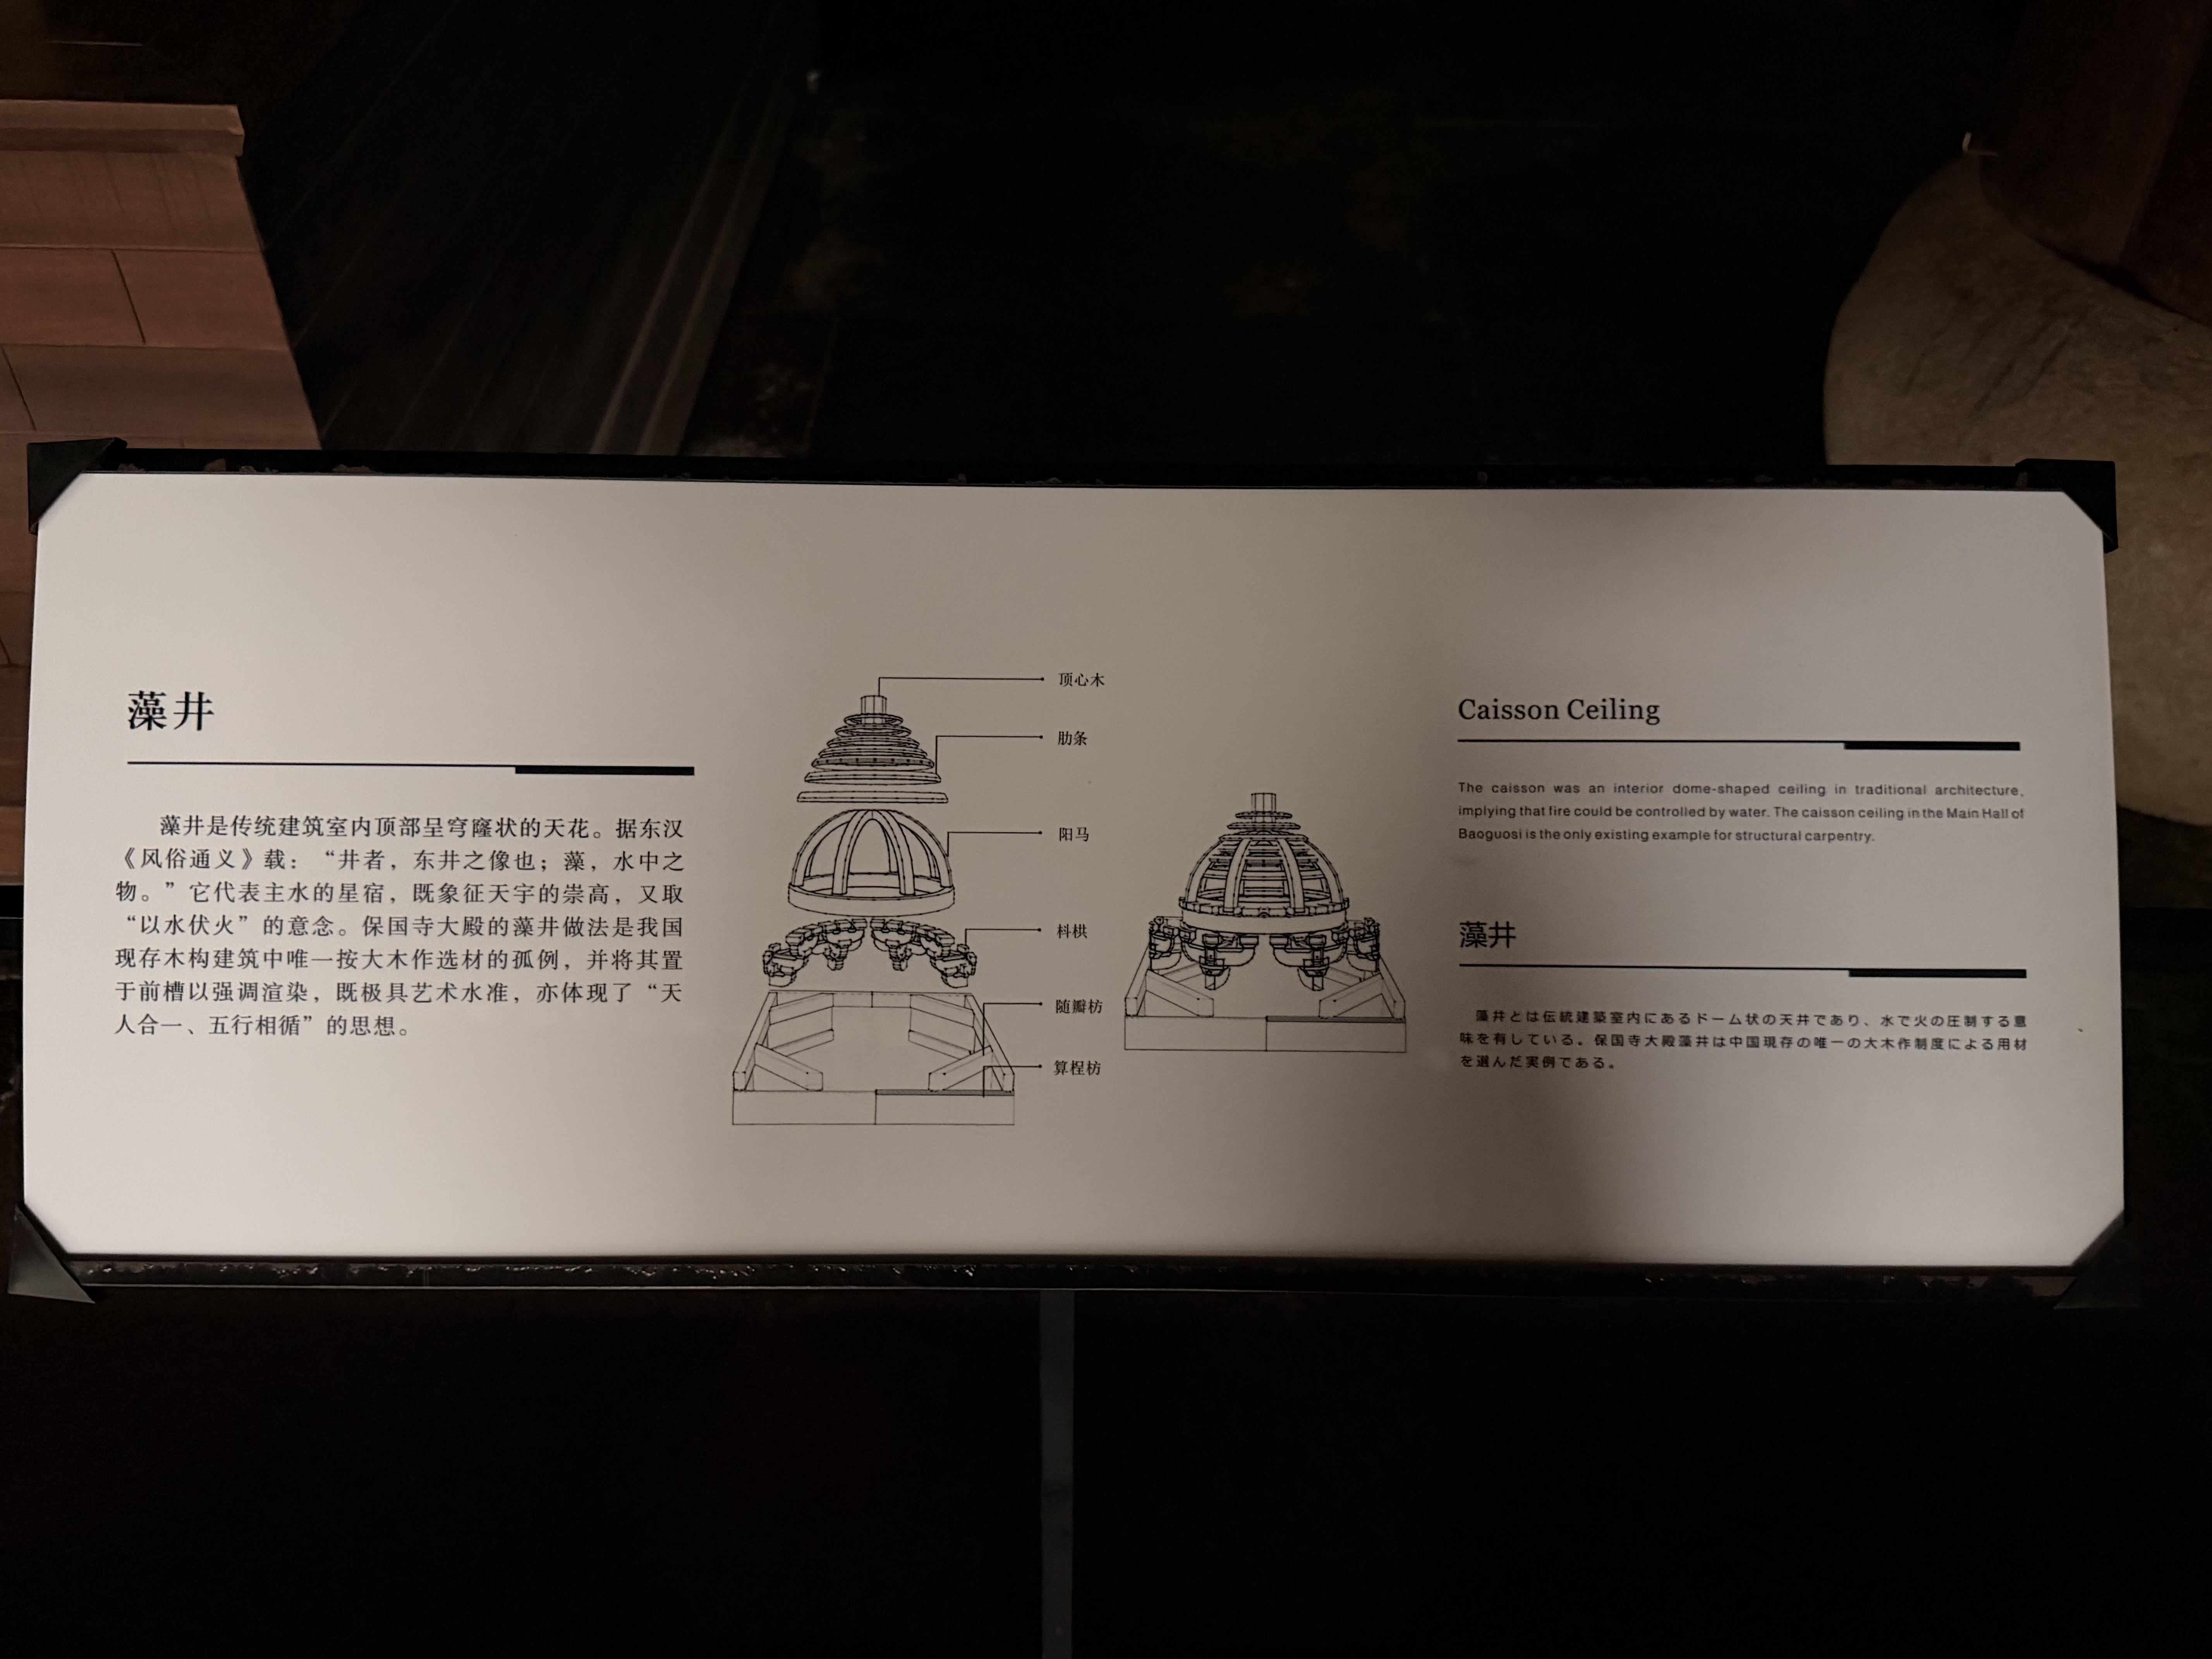 藻井
藻井是传统建筑室内顶部呈穹窿状的天花。据东汉
《风俗通义》载：“井者，东井之像也；藻，水中之
物。”它代表主水的星宿，既象征天宇的崇高，又取
“以水伏火”的意念。保国寺大殿的藻井做法是我国
现存木构建筑中唯一按大木作选材的孤例，并将其置
于前槽以强调渲染，既极具艺术水准，亦体现了“天
人合一、五行相循”的思想。
顶心木
肋条
阳马
枓栱
随瓣枋
算桯枋
Caisson Ceiling
The caisson was an interior dome-shaped ceiling in traditional architecture,
implying that fire could be controlled by water. The caisson ceiling in the Main Hall of
Baoguosi is the only existing example for structural carpentry.
藻井
藻井とは伝統建築室内にあるドーム状の天井であり、水で火の圧制する意
味を有している。保国寺大殿藻井は中国現存の唯一の大木作制度による用材
を選んだ実例である。